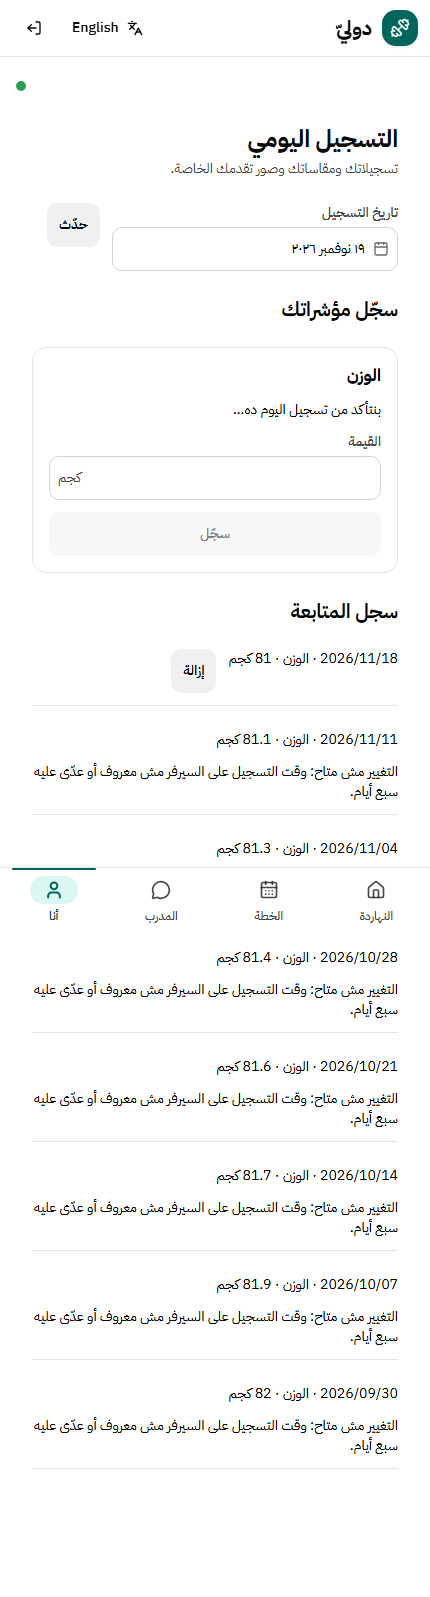 دوليّ
English
التسجيل اليومي
تسجيلاتك ومقاساتك وصور تقدمك الخاصة.
تاريخ التسجيل
١٩ نوفمبر ٢٠٢٦
حدّث
سجّل مؤشراتك
الوزن
بنتأكد من تسجيل اليوم ده...
القيمة
كجم
سجّل
سجل المتابعة
2026/11/18 · الوزن · 81 كجم
إزالة
2026/11/11 · الوزن · 81.1 كجم
التغيير مش متاح: وقت التسجيل على السيرفر مش معروف أو عدّى عليه
سبع أيام.
2026/11/04 · الوزن · 81.3 كجم
النهاردة
الخطة
المدرب
أنا
2026/10/28 · الوزن · 81.4 كجم
التغيير مش متاح: وقت التسجيل على السيرفر مش معروف أو عدّى عليه
سبع أيام.
2026/10/21 · الوزن · 81.6 كجم
التغيير مش متاح: وقت التسجيل على السيرفر مش معروف أو عدّى عليه
سبع أيام.
2026/10/14 · الوزن · 81.7 كجم
التغيير مش متاح: وقت التسجيل على السيرفر مش معروف أو عدّى عليه
سبع أيام.
2026/10/07 · الوزن · 81.9 كجم
التغيير مش متاح: وقت التسجيل على السيرفر مش معروف أو عدّى عليه
سبع أيام.
2026/09/30 · الوزن · 82 كجم
التغيير مش متاح: وقت التسجيل على السيرفر مش معروف أو عدّى عليه
سبع أيام.